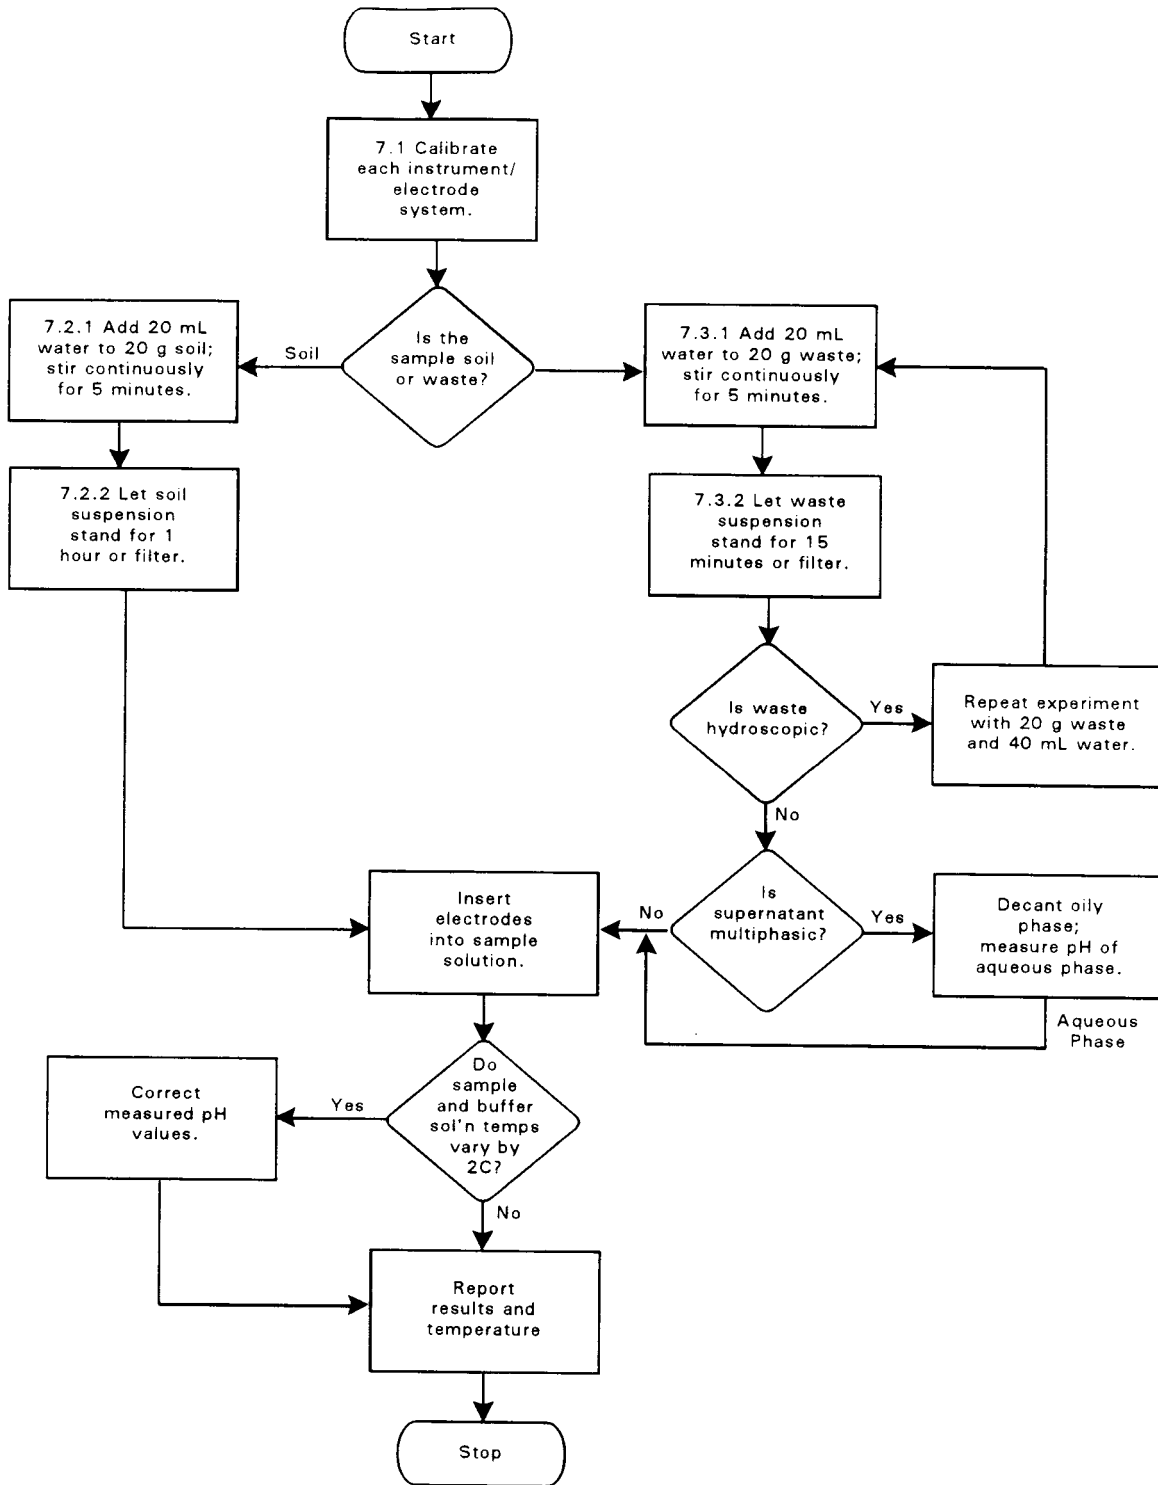 Start
7.1 Calibrate
each instrument/
electrode
system.
Is the
sample soil
or waste?
Soil
7.2.1 Add 20 mL
water to 20 g soil;
stir continuously
for 5 minutes.
7.2.2 Let soil
suspension
stand for 1
hour or filter.
7.3.1 Add 20 mL
water to 20 g waste;
stir continuously
for 5 minutes.
7.3.2 Let waste
suspension
stand for 15
minutes or filter.
Is waste
hydroscopic?
Yes
Repeat experiment
with 20 g waste
and 40 mL water.
No
Is
supernatant
multiphasic?
Yes
Decant oily
phase;
measure pH of
aqueous phase.
Aqueous
Phase
No
Insert
electrodes
into sample
solution.
Do
sample
and buffer
sol'n temps
vary by
2C?
Yes
Correct
measured pH
values.
No
Report
results and
temperature
Stop